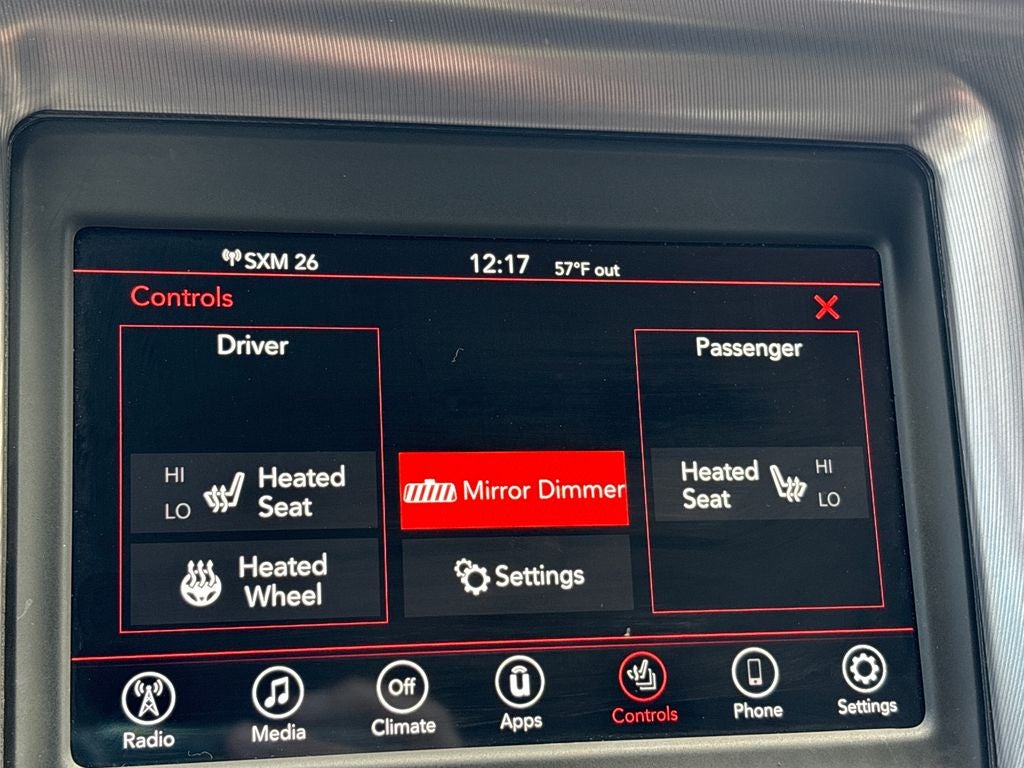 SXM 26 12:17 57°F out
Controls
Driver
Passenger
HI
LO
Heated
Seat
Mirror Dimmer
Heated
Seat
HI
LO
Heated
Wheel
Settings
Radio
Media
Off
Climate
Apps
Controls
Phone
Settings